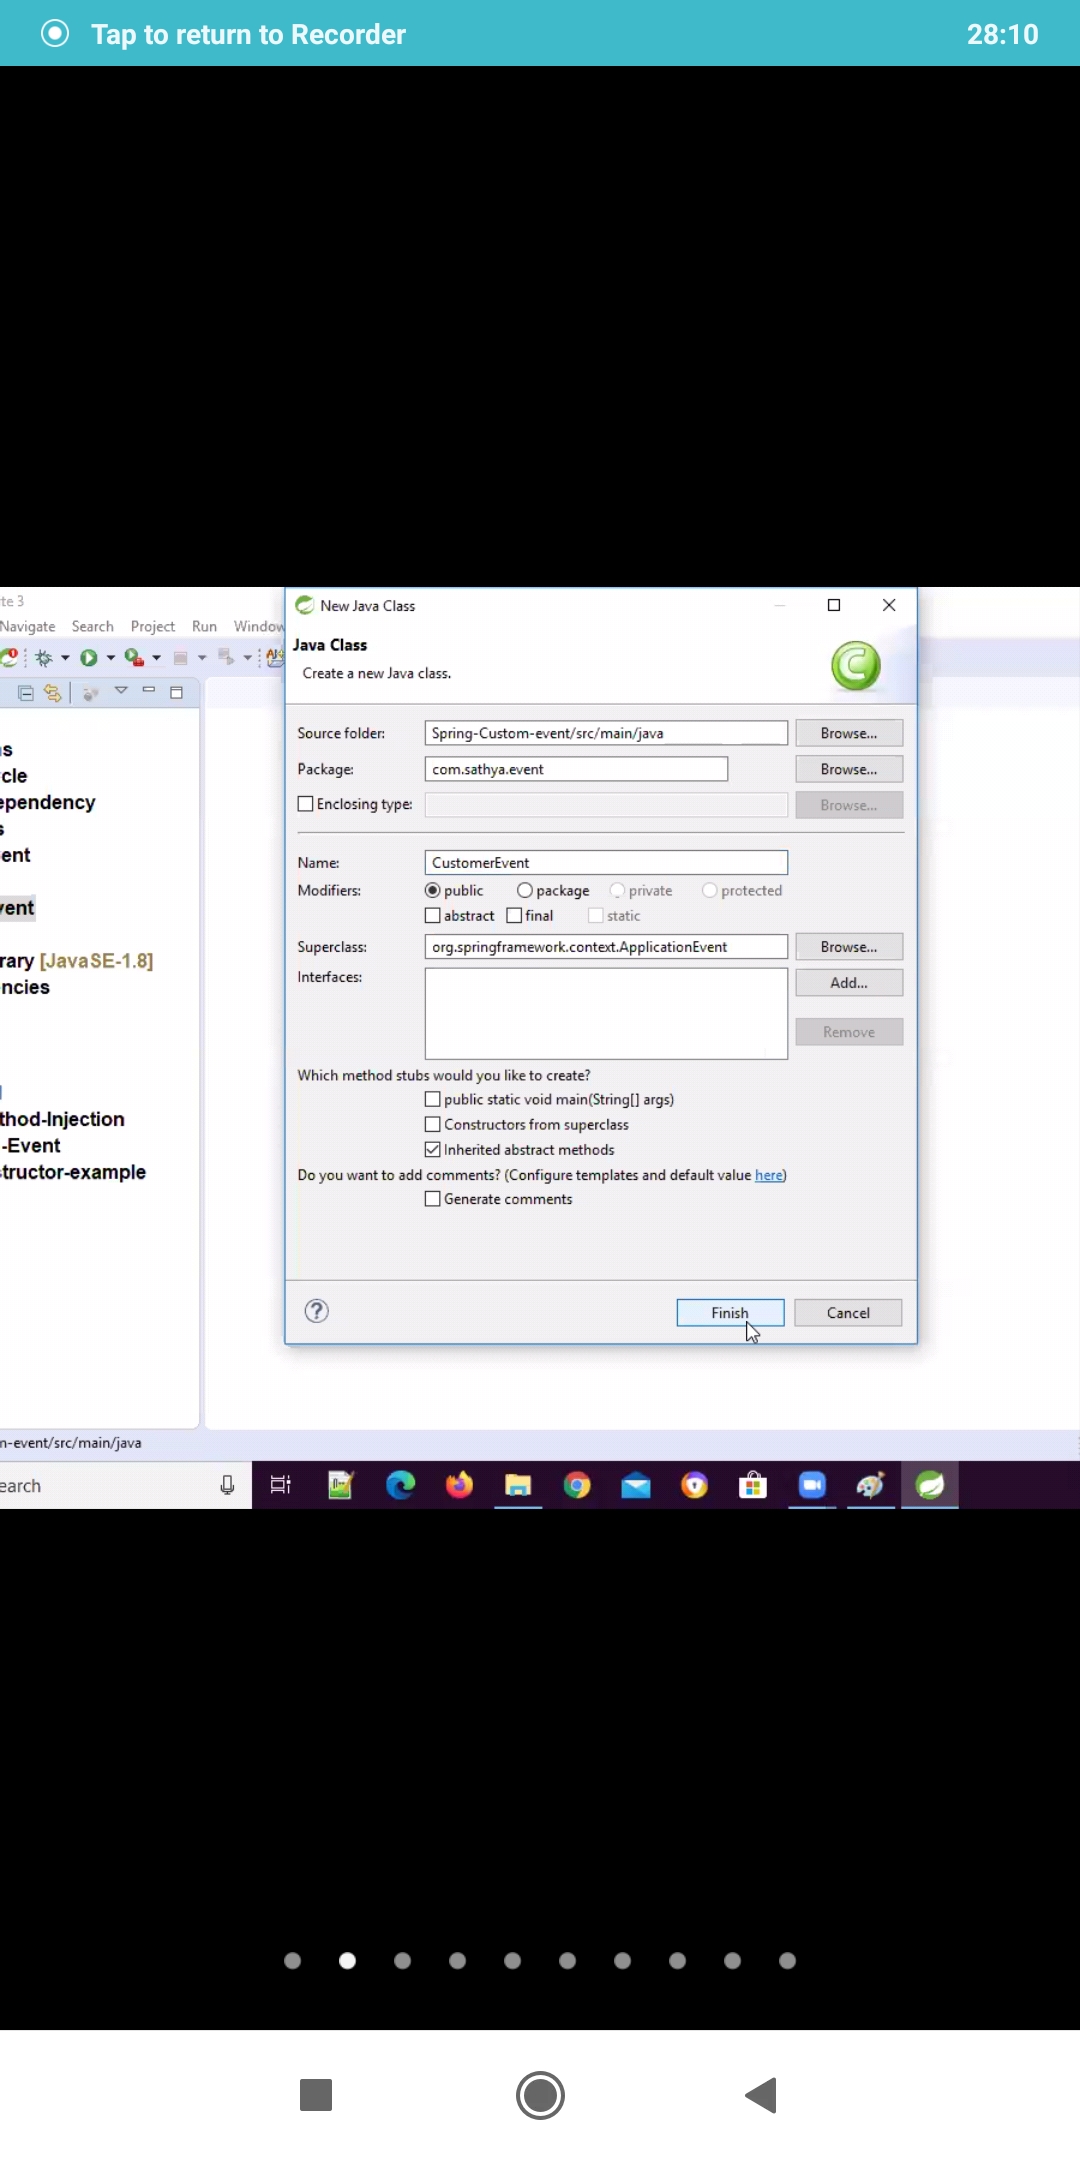 Tap to return to Recorder 28:10
te 3
New Java Class
Navigate Search Project Run Window
Java Class
Create a new Java class.
Source folder: Spring-Custom-event/src/main/java Browse...
Package: com.sathya.event Browse...
Enclosing type: Browse...
Name: CustomerEvent
Modifiers: public package private protected
abstract final static
Superclass: org.springframework.context.ApplicationEvent Browse...
Interfaces: Add...
Remove
Which method stubs would you like to create?
public static void main(String[] args)
Constructors from superclass
Inherited abstract methods
Do you want to add comments? (Configure templates and default value here)
Generate comments
Finish Cancel
s
cle
ependency
s
ent
vent
rary [JavaSE-1.8]
ncies
thod-Injection
-Event
tructor-example
n-event/src/main/java
earch